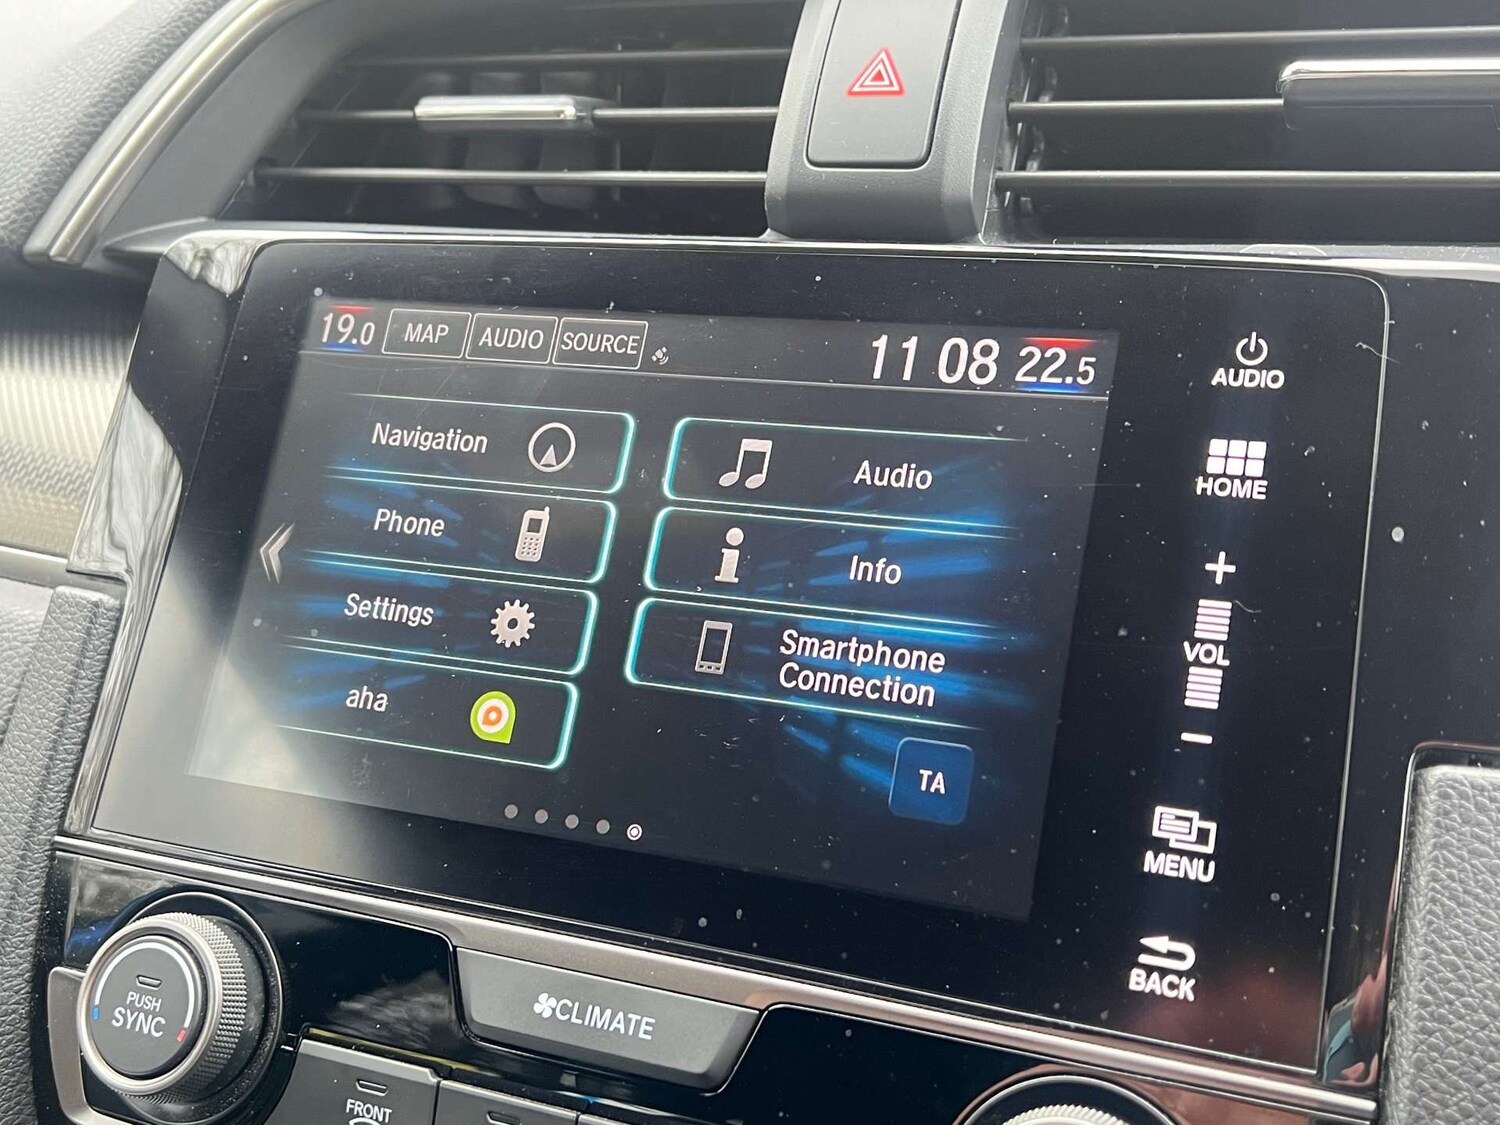 19.0 MAP AUDIO SOURCE 11 08 22.5
Navigation
Audio
Phone
Info
Settings
Smartphone
Connection
aha
TA
AUDIO
HOME
+
VOL
-
MENU
BACK
PUSH
SYNC
CLIMATE
FRONT